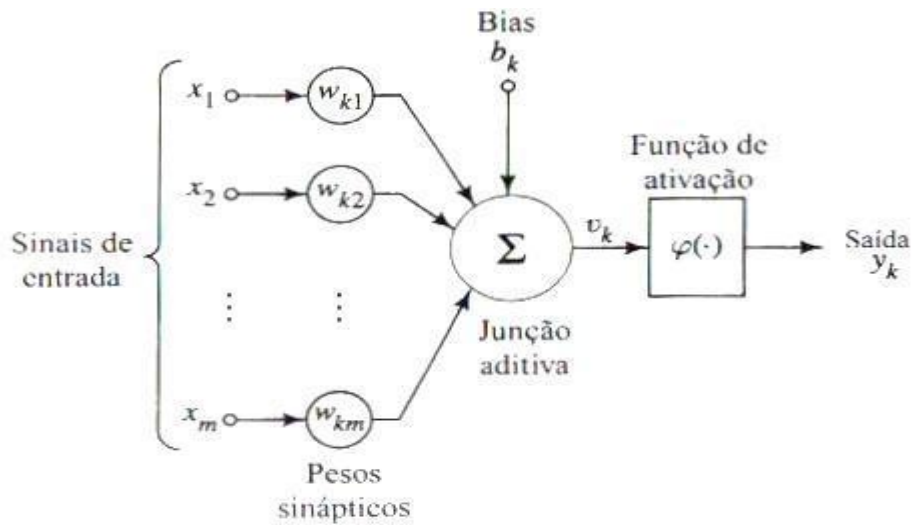 Bias
b_k
x_1
w_k1
Função de
ativação
x_2
w_k2
Sinais de
entrada
Σ
v_k
φ(·)
Saída
y_k
⋮
⋮
Junção
aditiva
x_m
w_km
Pesos
sinápticos